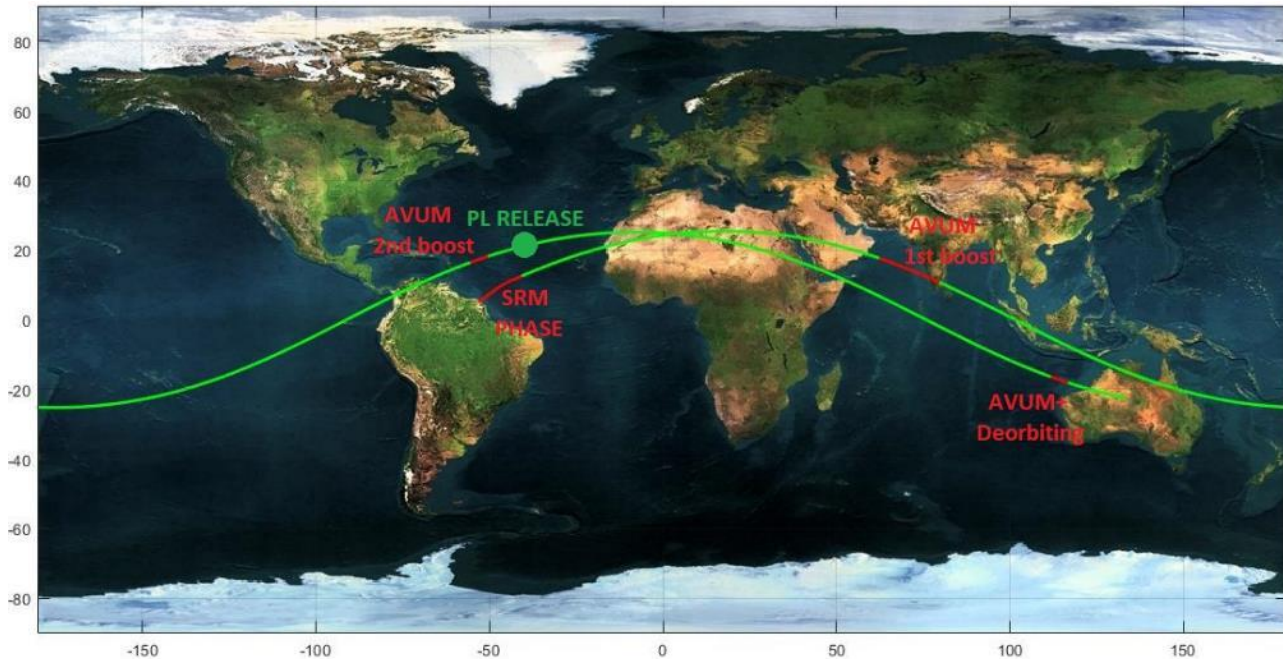 80
60
40
20
0
-20
-40
-60
-80
AVUM
2nd boost
PL RELEASE
AVUM
1st boost
SRM
PHASE
AVUM+
Deorbiting
-150
-100
-50
0
50
100
150